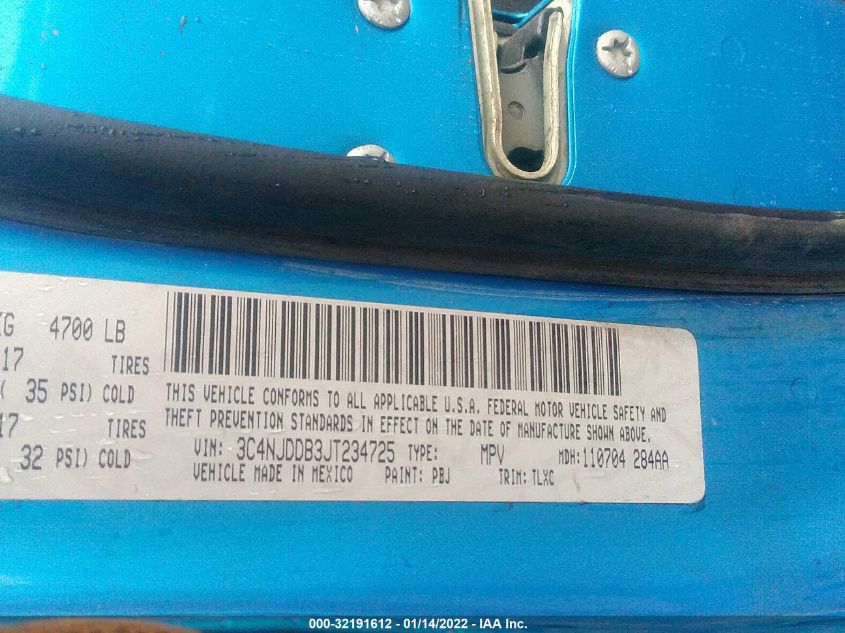 4700 LB
17 TIRES
35 PSI) COLD
17 TIRES
32 PSI) COLD
THIS VEHICLE CONFORMS TO ALL APPLICABLE U.S.A. FEDERAL MOTOR VEHICLE SAFETY AND
THEFT PREVENTION STANDARDS IN EFFECT ON THE DATE OF MANUFACTURE SHOWN ABOVE.
VIN: 3C4NJDDB3JT234725 TYPE: MPV MDH:110704 284AA
VEHICLE MADE IN MEXICO PAINT: PBJ TRIM: TLXC
000-32191612 - 01/14/2022 - IAA Inc.